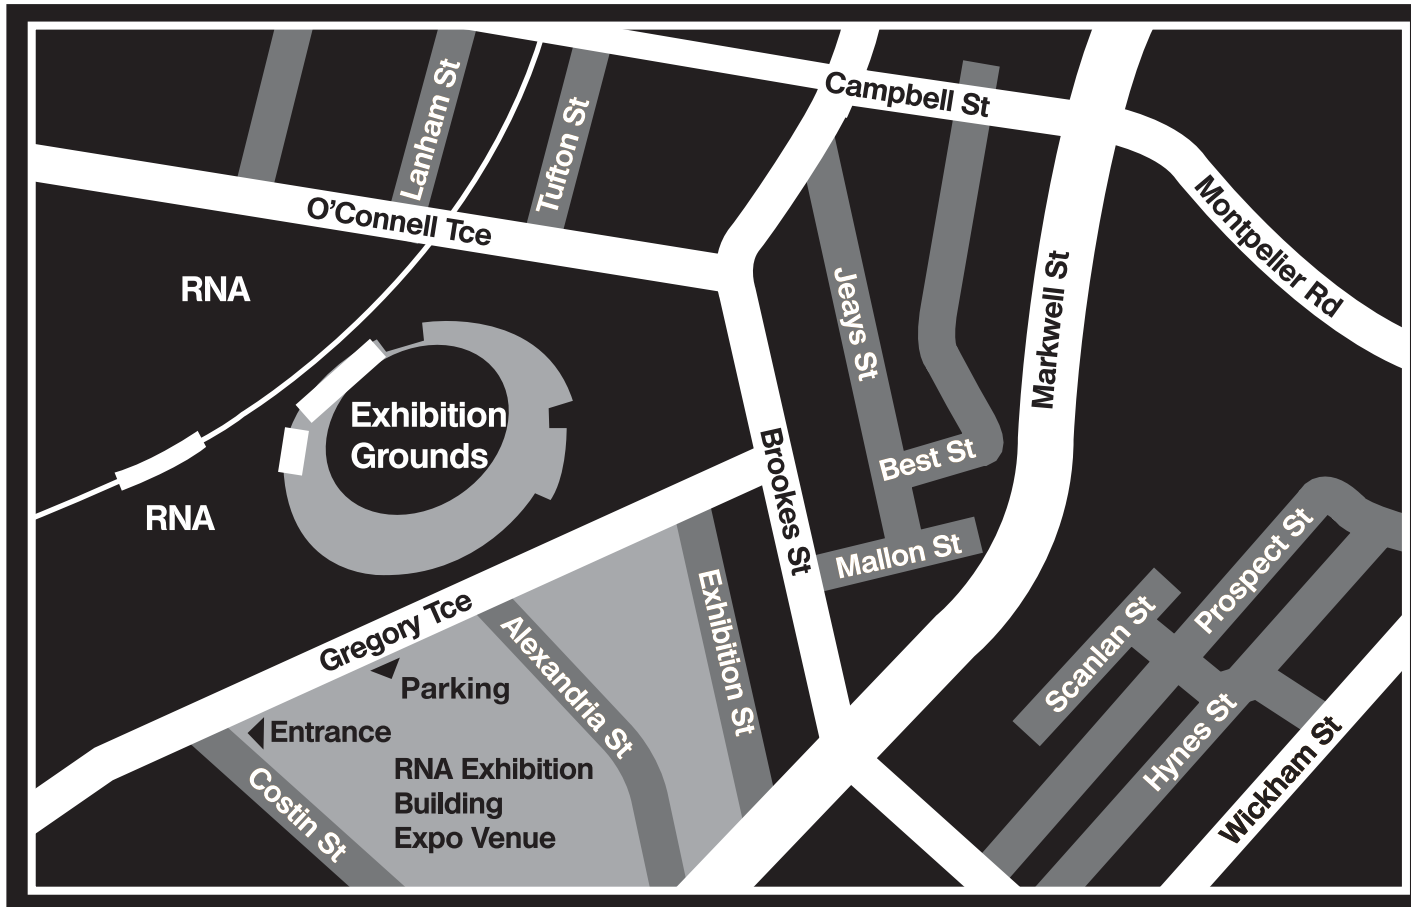 Campbell St
Lanham St
Tufton St
O'Connell Tce
Montpelier Rd
RNA
Markwell St
Jeays St
Exhibition
Grounds
Brookes St
Best St
RNA
Mallon St
Prospect St
Scanlan St
Gregory Tce
Alexandria St
Exhibition St
Parking
Entrance
Hynes St
RNA Exhibition
Building
Expo Venue
Costin St
Wickham St